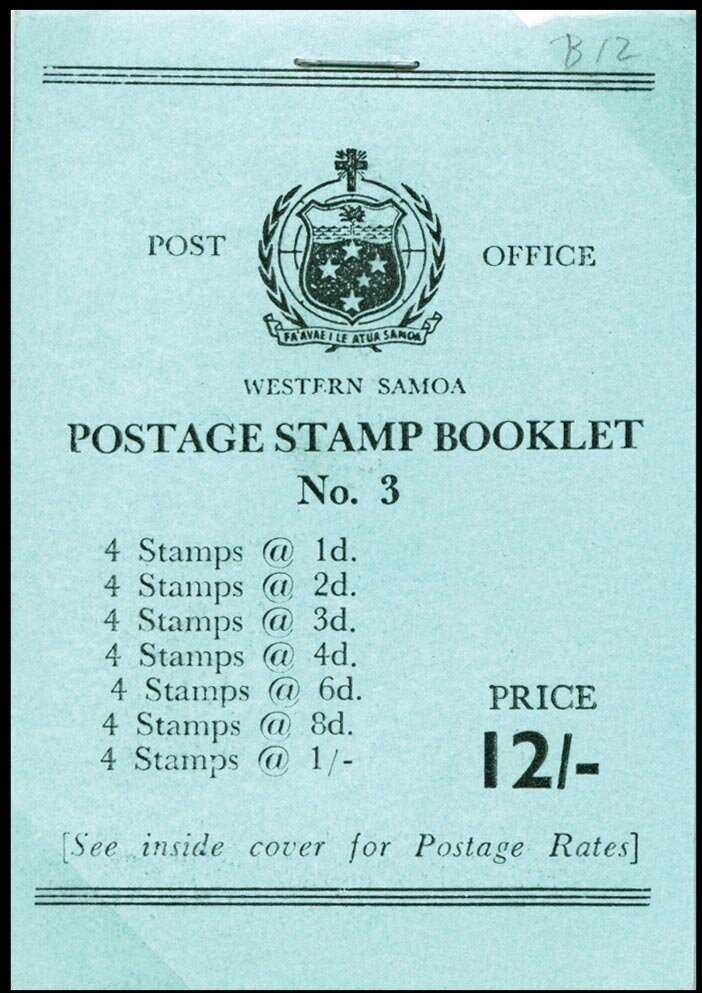 B12
POST OFFICE
FA'AVAE I LE ATUA SAMOA
WESTERN SAMOA
POSTAGE STAMP BOOKLET
No. 3
4 Stamps @ 1d.
4 Stamps @ 2d.
4 Stamps @ 3d.
4 Stamps @ 4d.
4 Stamps @ 6d.
4 Stamps @ 8d.
4 Stamps @ 1/-
PRICE
12/-
[See inside cover for Postage Rates]